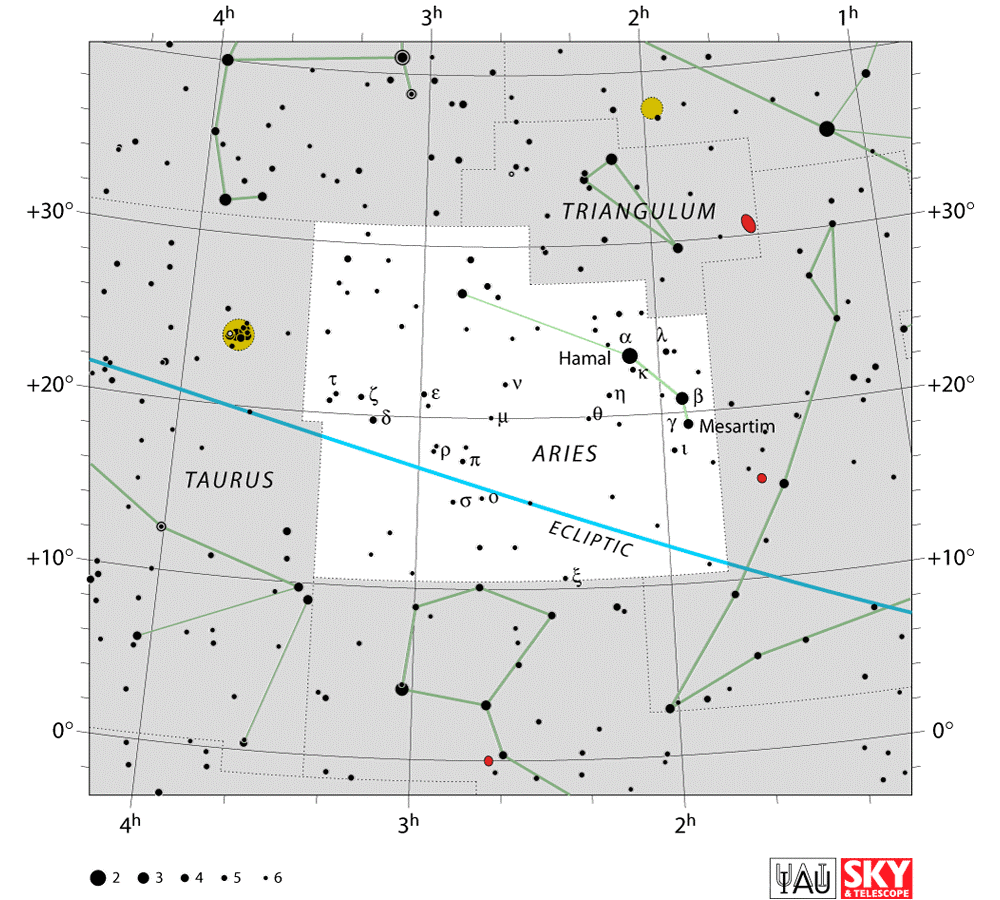 4h 3h 2h 1h
+30° TRIANGULUM +30°
α λ
Hamal
κ
+20° τ ζ ε ν η β +20°
δ μ θ γ Mesartim
ρ π ARIES ι
TAURUS
σ ο
ECLIPTIC
+10° +10°
ξ
0° 0°
4h 3h 2h
2 3 4 5 6
IAU SKY
& TELESCOPE